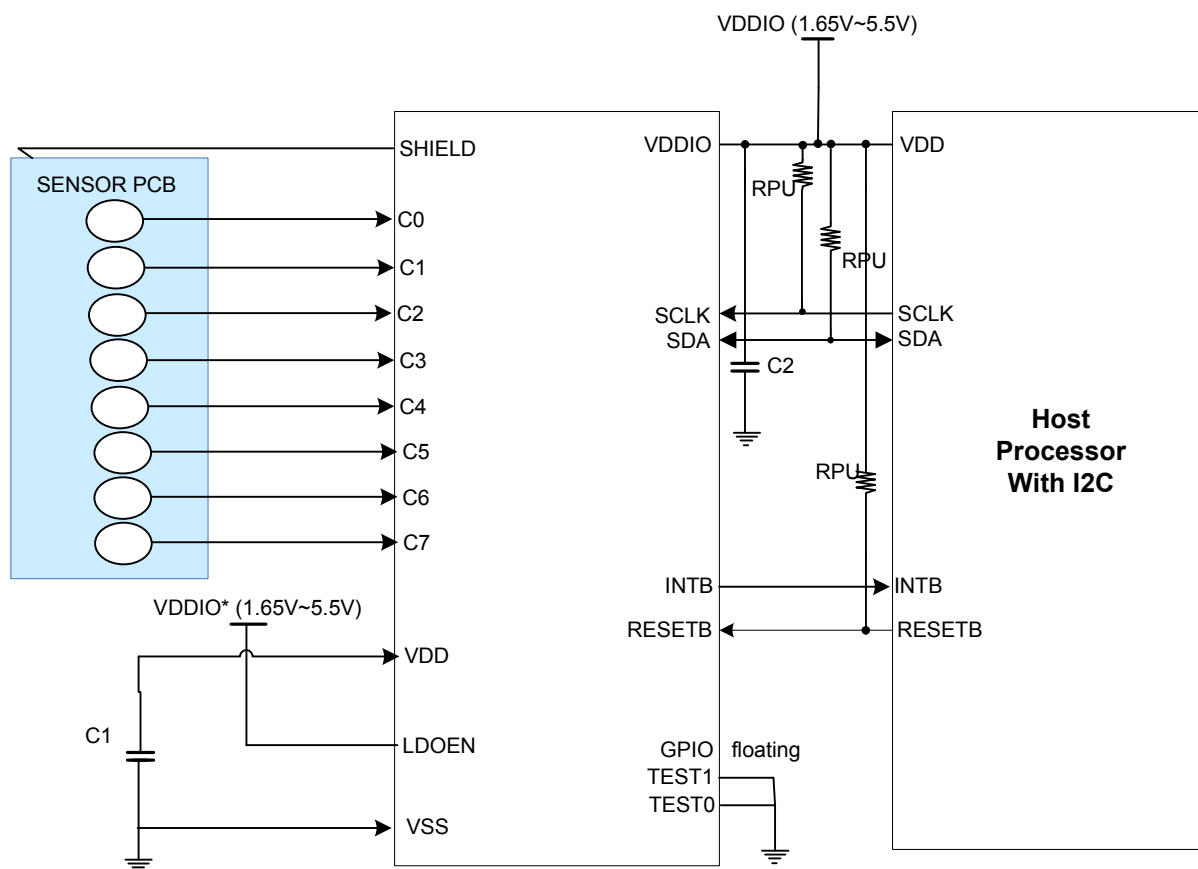 VDDIO (1.65V~5.5V)
SHIELD
VDDIO
VDD
SENSOR PCB
RPU
C0
C1
RPU
C2
SCLK
SCLK
SDA
SDA
C3
C2
C4
Host
Processor
With I2C
C5
RPU
C6
C7
INTB
INTB
VDDIO* (1.65V~5.5V)
RESETB
RESETB
VDD
C1
LDOEN
GPIO floating
TEST1
TEST0
VSS